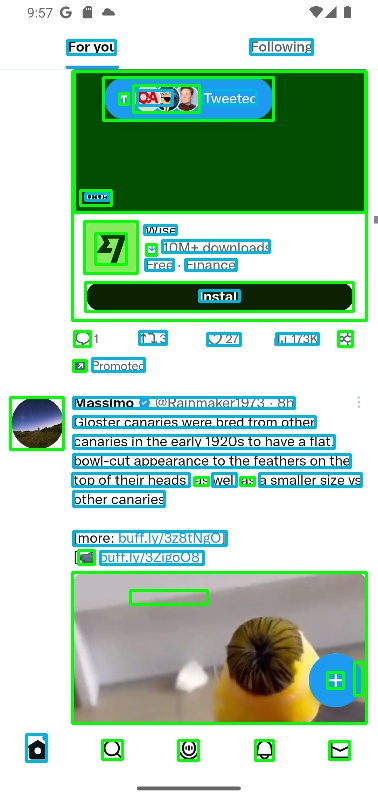 9:57
For you
Following
Tweeted
Wise
10M+ downloads
Free · Finance
Install
1
13
27
173K
Promoted
Massimo @Rainmaker1973 · 8h
Gloster canaries were bred from other
canaries in the early 1920s to have a flat,
bowl-cut appearance to the feathers on the
top of their heads as well as a smaller size vs
other canaries
[more: buff.ly/3z8tNgO]
[ buff.ly/3ZigoO8]